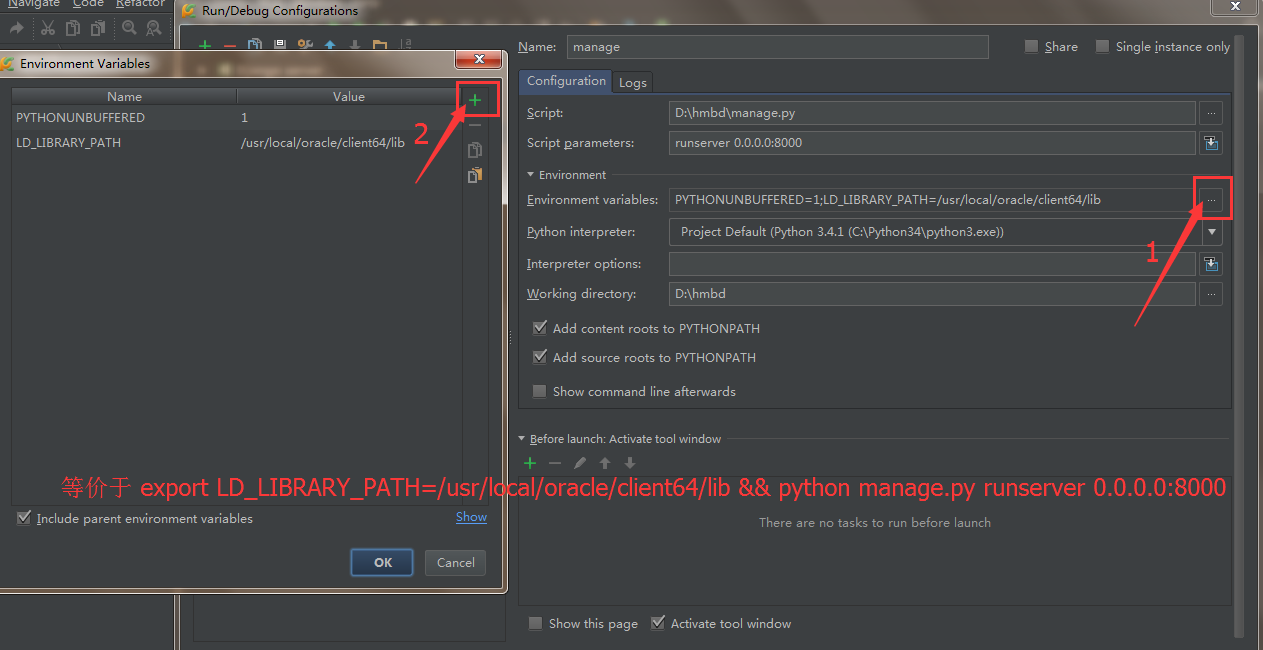 Navigate Code Refactor
Run/Debug Configurations
Environment Variables
Name Value
PYTHONUNBUFFERED 1
LD_LIBRARY_PATH /usr/local/oracle/client64/lib
2
Include parent environment variables Show
OK Cancel
Name: manage Share Single instance only
Configuration Logs
Script: D:\hmbd\manage.py ...
Script parameters: runserver 0.0.0.0:8000
Environment
Environment variables: PYTHONUNBUFFERED=1;LD_LIBRARY_PATH=/usr/local/oracle/client64/lib ...
Python interpreter: Project Default (Python 3.4.1 (C:\Python34\python3.exe))
1
Interpreter options:
Working directory: D:\hmbd ...
Add content roots to PYTHONPATH
Add source roots to PYTHONPATH
Show command line afterwards
Before launch: Activate tool window
等价于 export LD_LIBRARY_PATH=/usr/local/oracle/client64/lib && python manage.py runserver 0.0.0.0:8000
There are no tasks to run before launch
Show this page Activate tool window